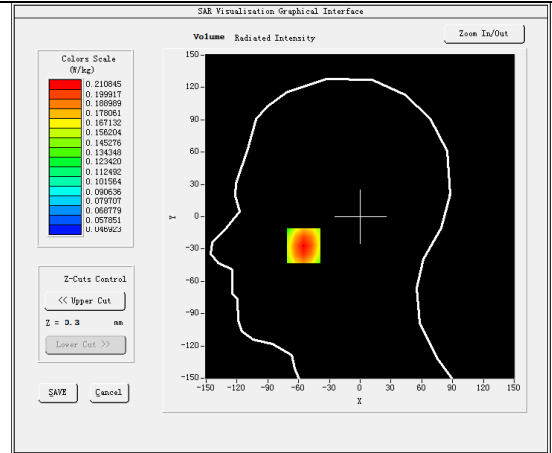 SAR Visualisation Graphical Interface
Volume Radiated Intensity
Zoom In/Out
Colors Scale
(W/kg)
0.210845
0.199917
0.188989
0.178061
0.167132
0.156204
0.145276
0.134348
0.123420
0.112492
0.101564
0.090636
0.079707
0.068779
0.057851
0.046923
Z-Cuts Control
<< Upper Cut
Z = 0.3 mm
Lower Cut >>
SAVE Cancel
150
120
90
60
30
0
-30
-60
-90
-120
-150
Y
-150 -120 -90 -60 -30 0 30 60 90 120 150
X